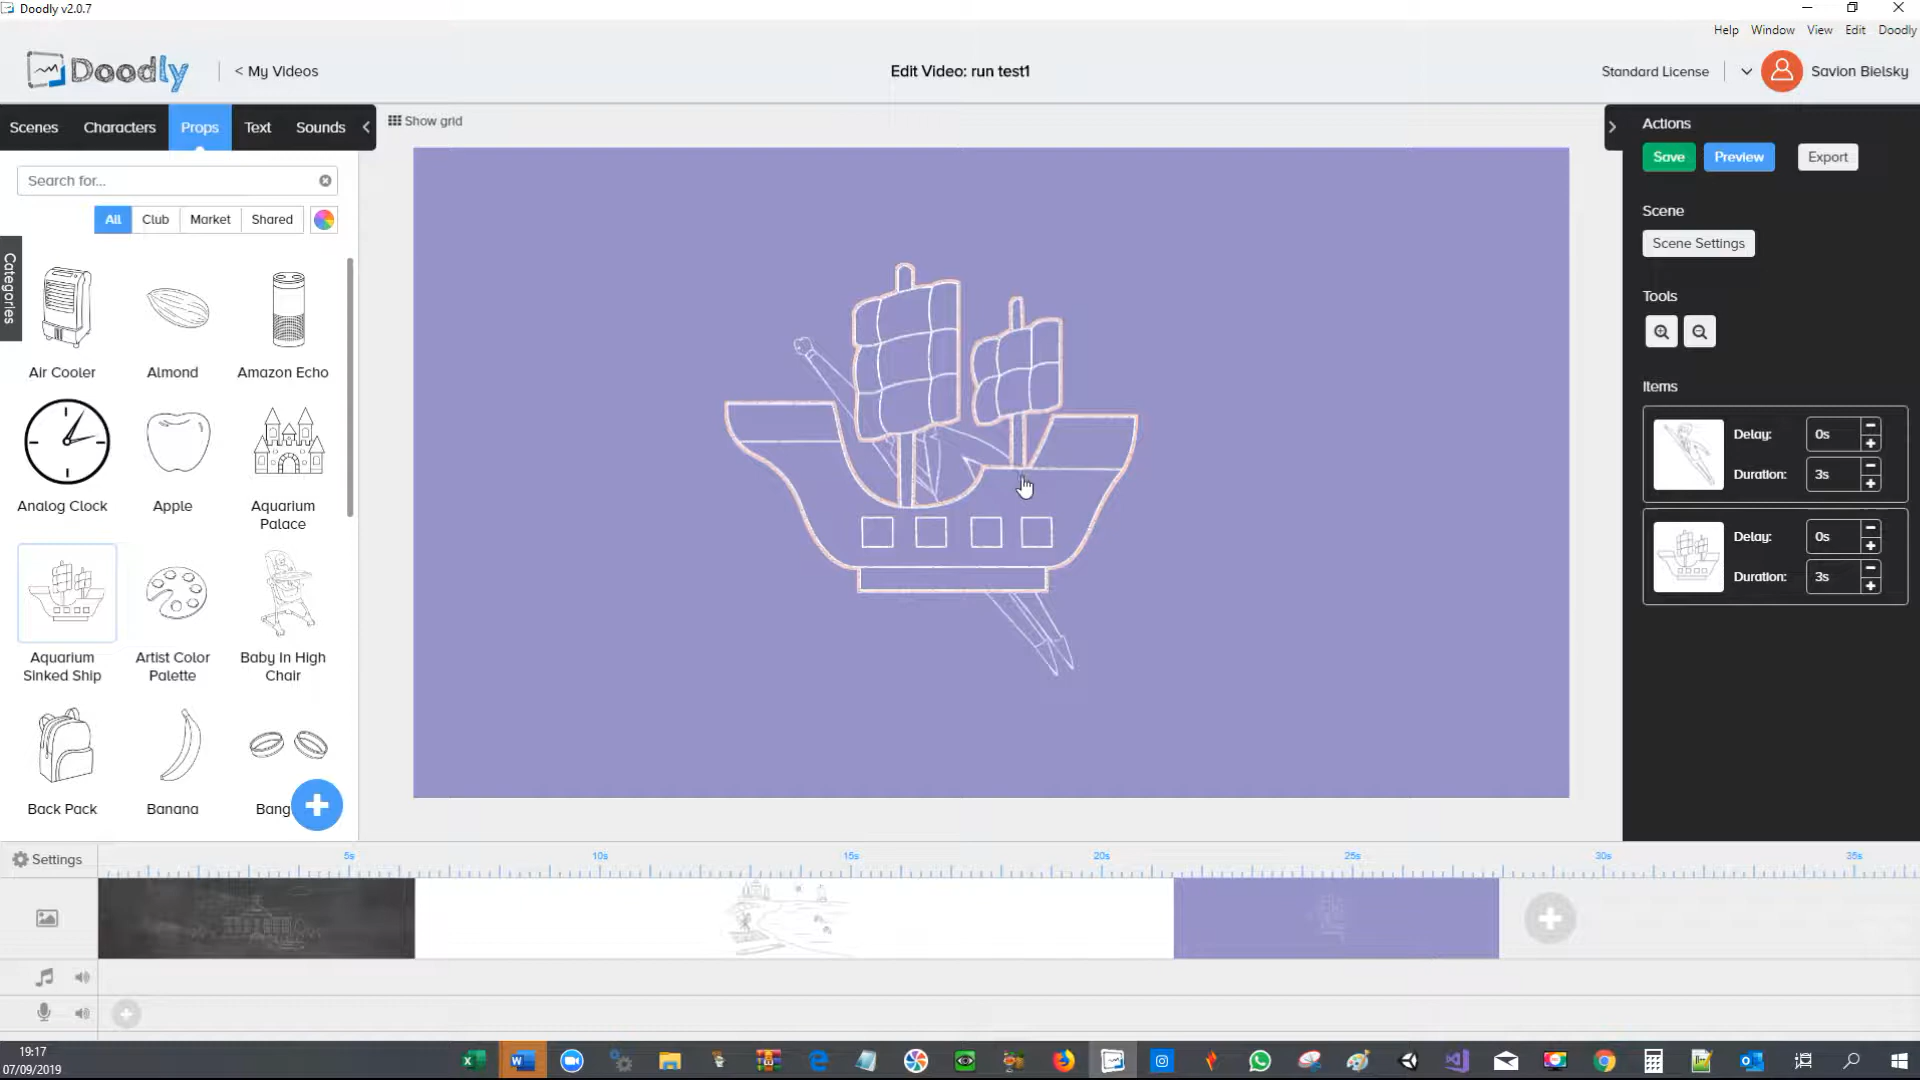 Doodly v2.0.7
Help Window View Edit Doodly
Doodly
< My Videos
Edit Video: run test1
Standard License
Savion Bielsky
Scenes Characters Props Text Sounds
Show grid
Search for...
All Club Market Shared
Categories
Air Cooler Almond Amazon Echo
Analog Clock Apple Aquarium Palace
Aquarium Sinked Ship Artist Color Palette Baby In High Chair
Back Pack Banana Bang
Actions
Save Preview Export
Scene
Scene Settings
Tools
Items
Delay: 0s
Duration: 3s
Delay: 0s
Duration: 3s
Settings
5s 10s 15s 20s 25s 30s 35s
19:17
07/09/2019